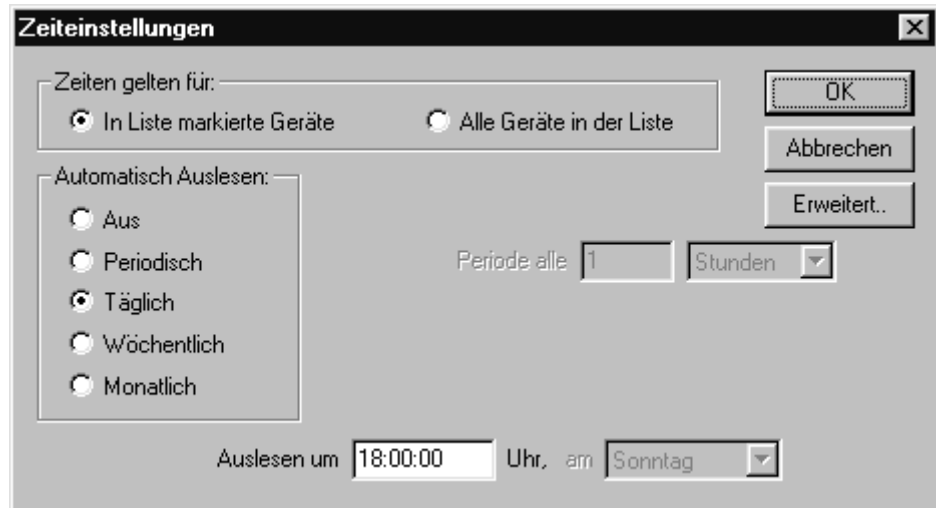 Zeiteinstellungen
Zeiten gelten für:
In Liste markierte Geräte Alle Geräte in der Liste
OK
Abbrechen
Erweitert..
Automatisch Auslesen:
Aus
Periodisch
Täglich
Wöchentlich
Monatlich
Periode alle 1 Stunden
Auslesen um 18:00:00 Uhr, am Sonntag